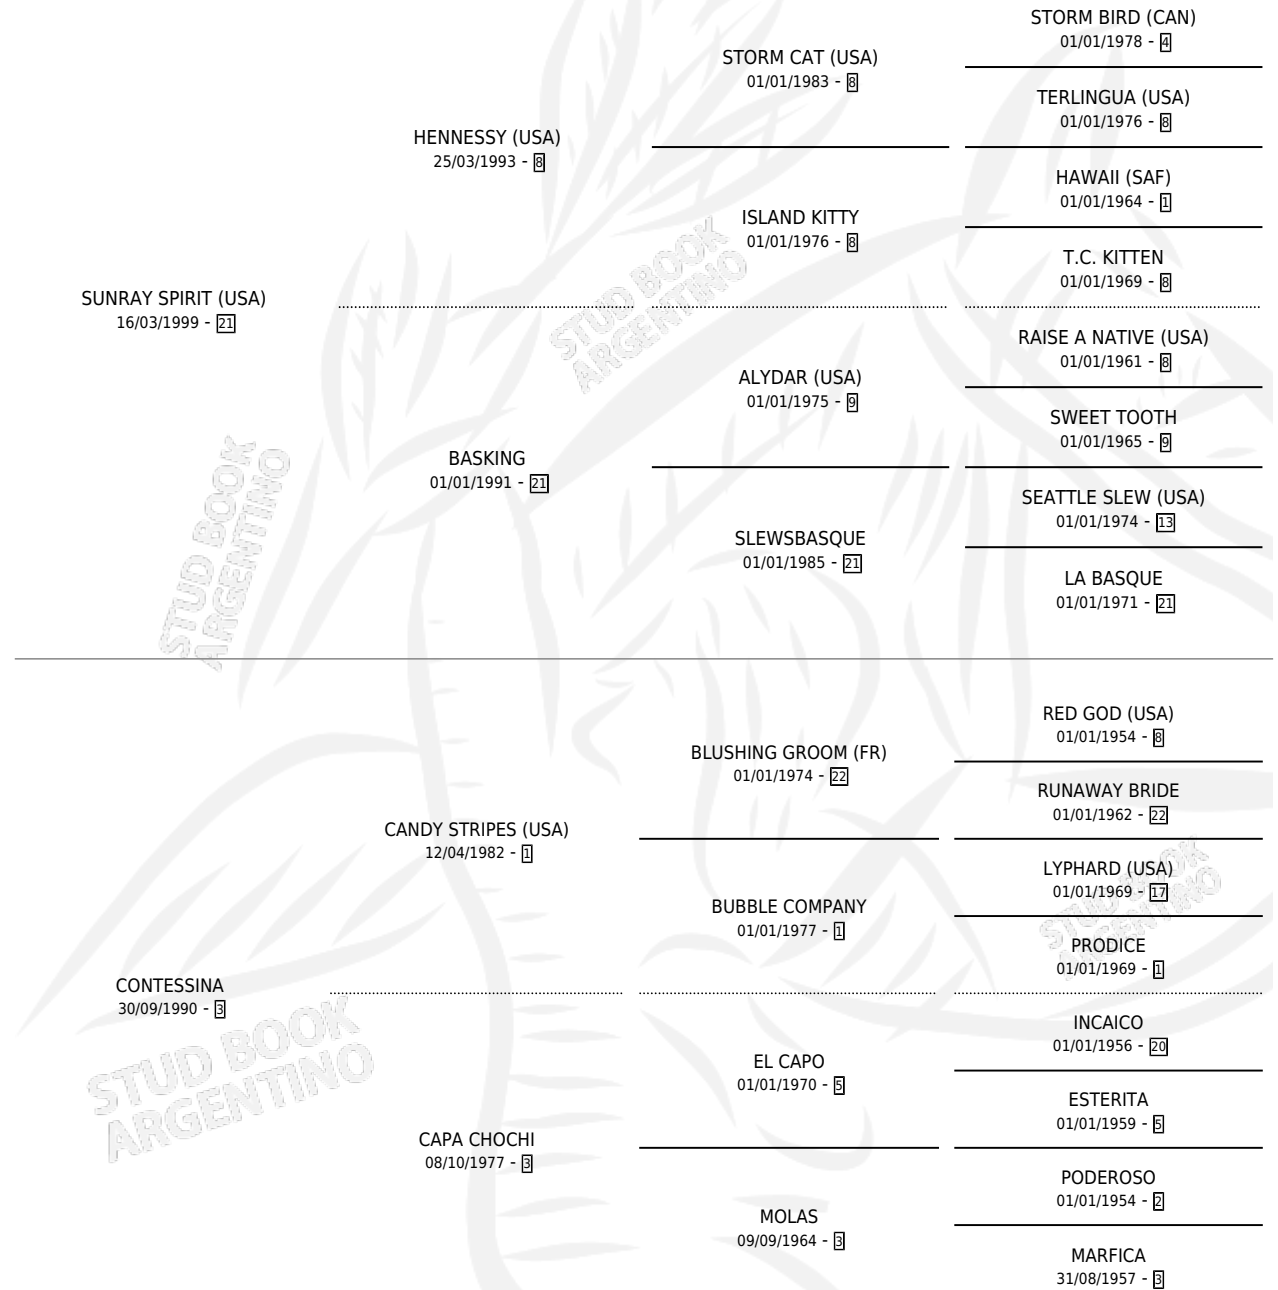 STORM BIRD (CAN)
01/01/1978 - 4
STORM CAT (USA)
01/01/1983 - 8
TERLINGUA (USA)
01/01/1976 - 8
HENNESSY (USA)
25/03/1993 - 8
HAWAII (SAF)
01/01/1964 - 1
ISLAND KITTY
01/01/1976 - 8
T.C. KITTEN
01/01/1969 - 8
SUNRAY SPIRIT (USA)
16/03/1999 - 21
RAISE A NATIVE (USA)
01/01/1961 - 8
ALYDAR (USA)
01/01/1975 - 9
SWEET TOOTH
01/01/1965 - 9
BASKING
01/01/1991 - 21
SEATTLE SLEW (USA)
01/01/1974 - 13
SLEWSBASQUE
01/01/1985 - 21
LA BASQUE
01/01/1971 - 21
RED GOD (USA)
01/01/1954 - 8
BLUSHING GROOM (FR)
01/01/1974 - 22
RUNAWAY BRIDE
01/01/1962 - 22
CANDY STRIPES (USA)
12/04/1982 - 1
LYPHARD (USA)
01/01/1969 - 17
BUBBLE COMPANY
01/01/1977 - 1
PRODICE
01/01/1969 - 1
CONTESSINA
30/09/1990 - 3
INCAICO
01/01/1956 - 20
EL CAPO
01/01/1970 - 5
ESTERITA
01/01/1959 - 5
CAPA CHOCHI
08/10/1977 - 3
PODEROSO
01/01/1954 - 2
MOLAS
09/09/1964 - 3
MARFICA
31/08/1957 - 3
STUD BOOK
ARGENTINO
STUD BOOK
ARGENTINO
STUD BOOK
ARGENTINO
STUD BOOK
ARGENTINO